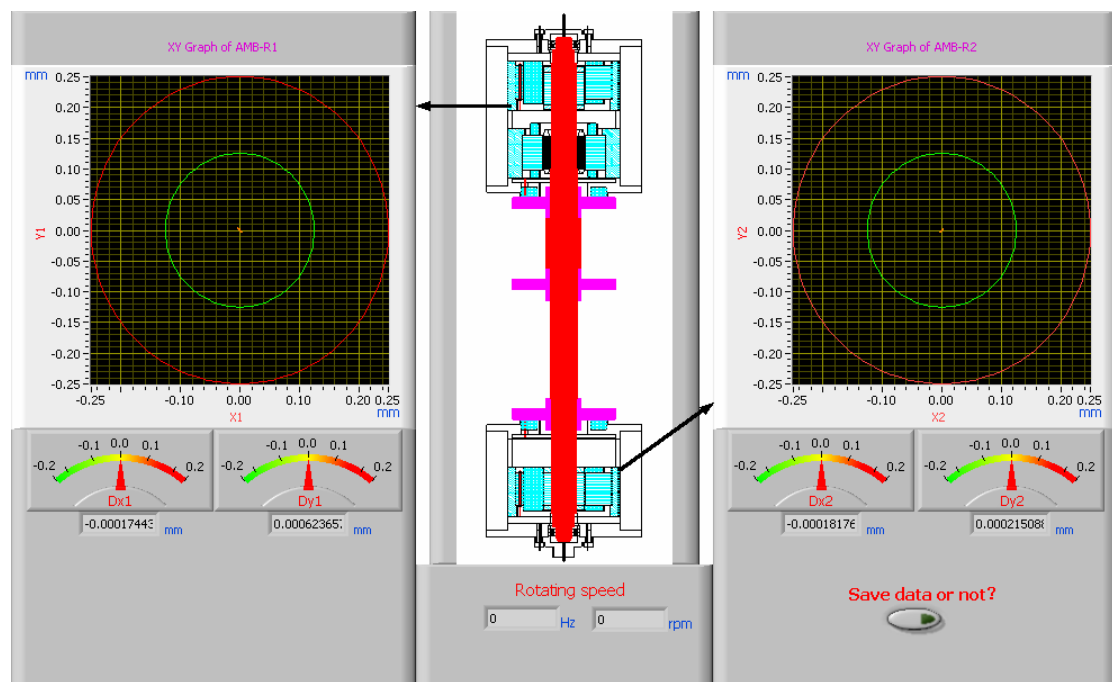 XY Graph of AMB-R1
mm
0.25
0.20
0.15
0.10
0.05
0.00
-0.05
-0.10
-0.15
-0.20
-0.25
Y1
-0.25 -0.10 0.00 0.10 0.20 0.25
X1
mm
-0.2 -0.1 0.0 0.1 0.2
Dx1
-0.00017443 mm
-0.2 -0.1 0.0 0.1 0.2
Dy1
0.00062365 mm
Rotating speed
0 Hz 0 rpm
XY Graph of AMB-R2
mm
0.25
0.20
0.15
0.10
0.05
0.00
-0.05
-0.10
-0.15
-0.20
-0.25
Y2
-0.25 -0.10 0.00 0.10 0.25
X2
mm
-0.2 -0.1 0.0 0.1 0.2
Dx2
-0.00018176 mm
-0.2 -0.1 0.0 0.1 0.2
Dy2
0.00021508 mm
Save data or not?